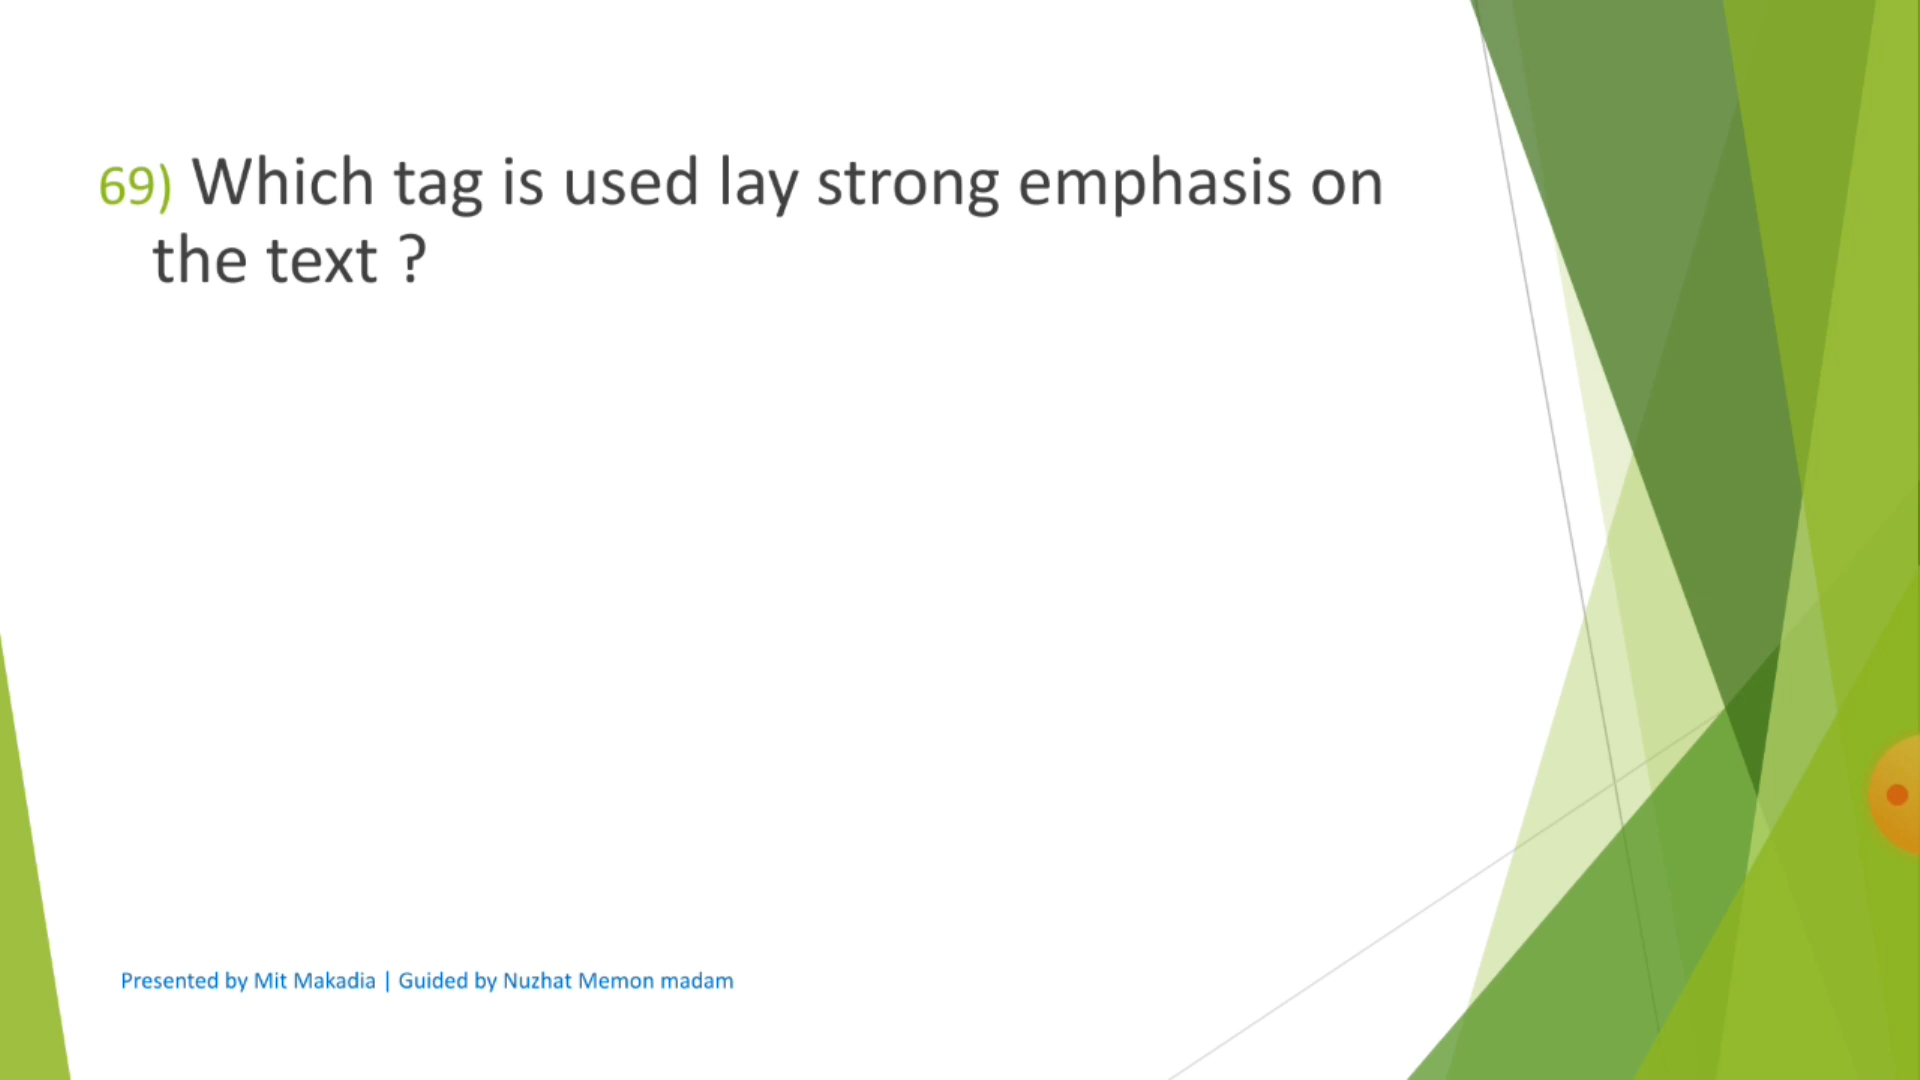 69) Which tag is used lay strong emphasis on
the text ?
Presented by Mit Makadia | Guided by Nuzhat Memon madam